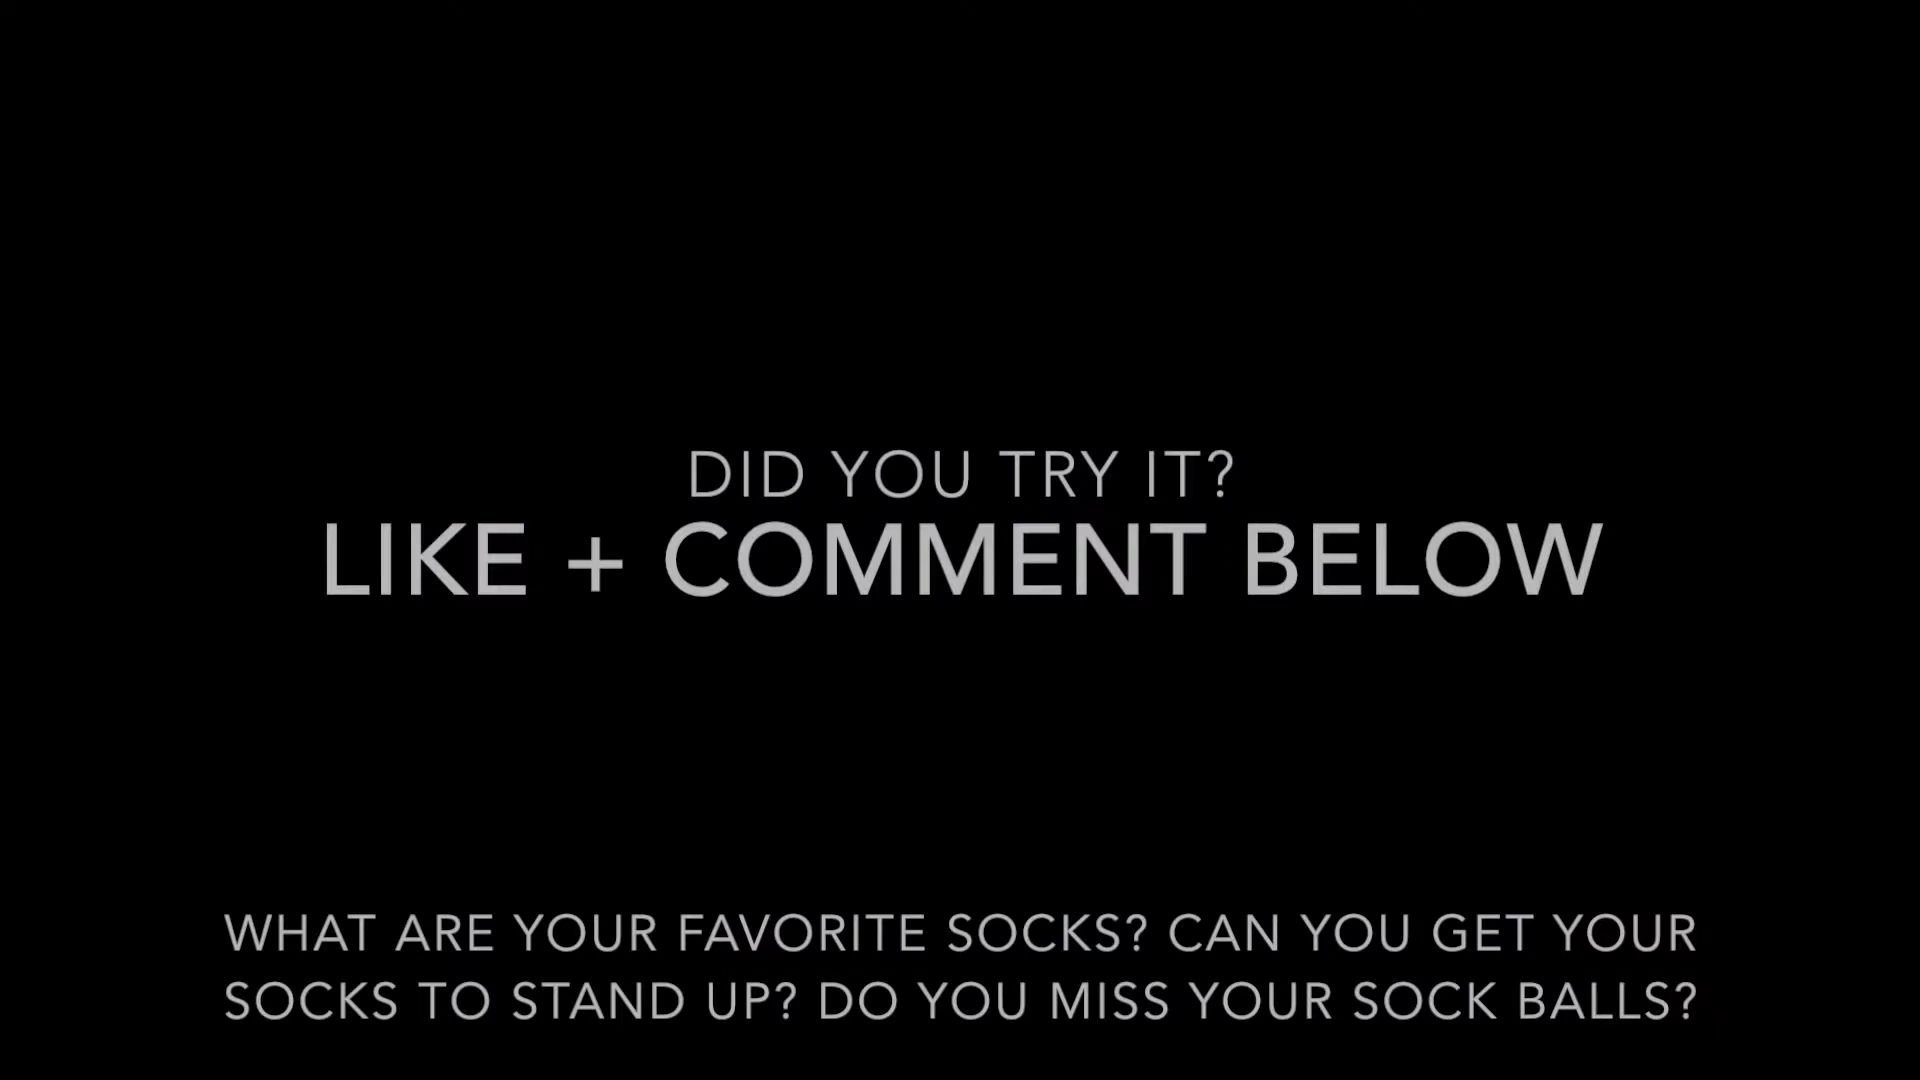 DID YOU TRY IT?
LIKE + COMMENT BELOW
WHAT ARE YOUR FAVORITE SOCKS? CAN YOU GET YOUR
SOCKS TO STAND UP? DO YOU MISS YOUR SOCK BALLS?